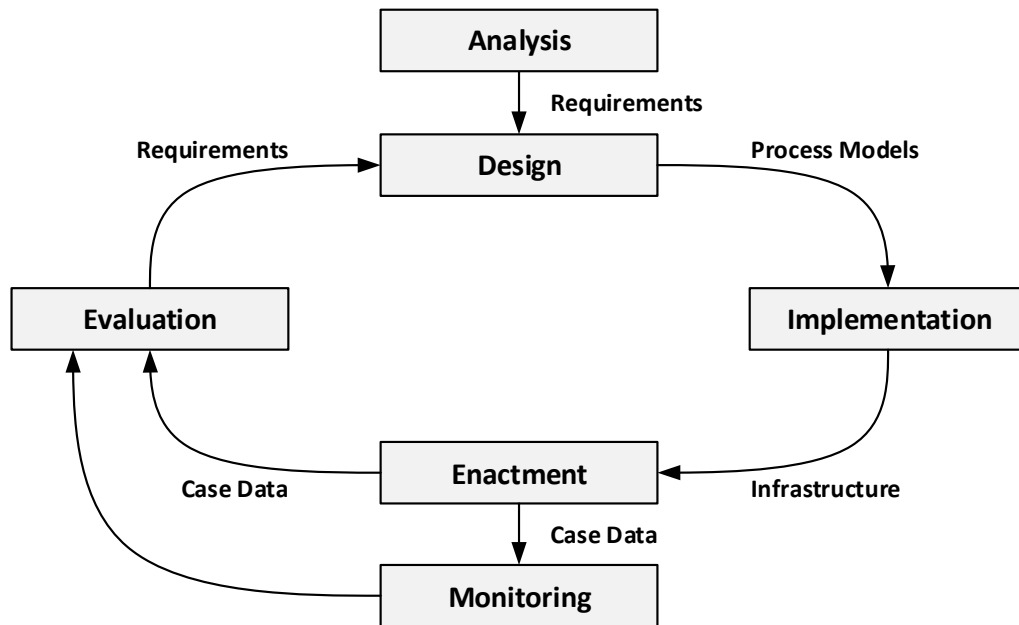 Analysis
Requirements
Requirements
Process Models
Design
Evaluation
Implementation
Enactment
Case Data
Infrastructure
Case Data
Monitoring